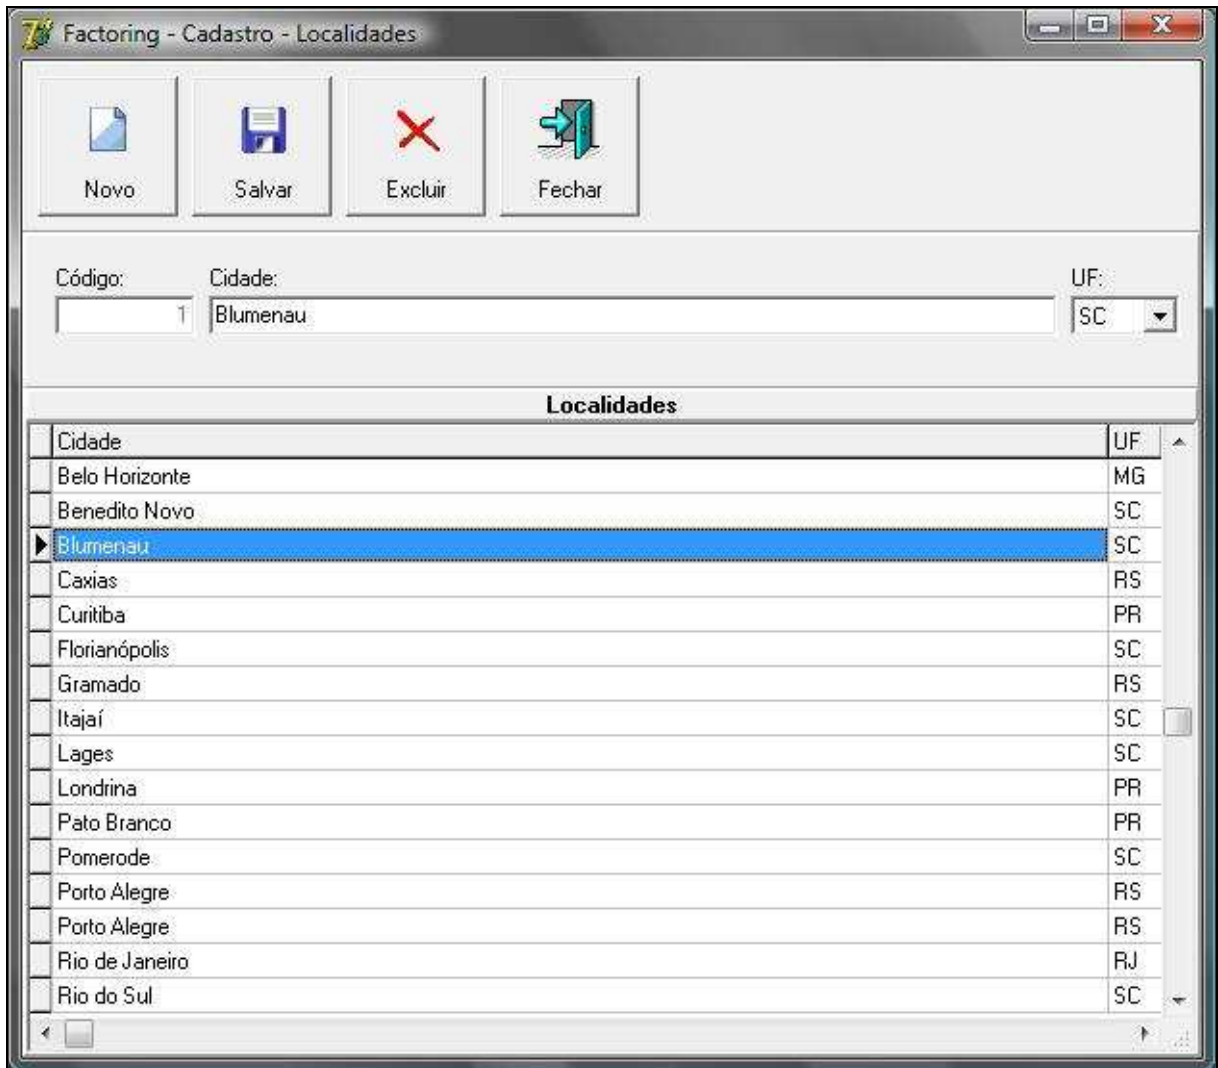 Factoring - Cadastro - Localidades
Novo Salvar Excluir Fechar
Código: Cidade: UF:
1 Blumenau SC
Localidades
Cidade UF
Belo Horizonte MG
Benedito Novo SC
Blumenau SC
Caxias RS
Curitiba PR
Florianópolis SC
Gramado RS
Itajaí SC
Lages SC
Londrina PR
Pato Branco PR
Pomerode SC
Porto Alegre RS
Porto Alegre RS
Rio de Janeiro RJ
Rio do Sul SC